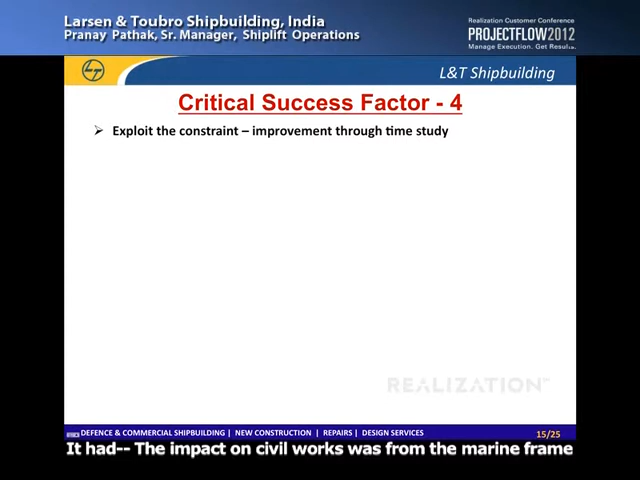 Larsen & Toubro Shipbuilding, India
Pranay Pathak, Sr. Manager, Shiplift Operations
Realization Customer Conference
PROJECTFLOW2012
Manage Execution. Get Results.
L&T Shipbuilding
Critical Success Factor - 4
➢ Exploit the constraint – improvement through time study
REALIZATION
DEFENCE & COMMERCIAL SHIPBUILDING | NEW CONSTRUCTION | REPAIRS | DESIGN SERVICES
15/25
It had-- The impact on civil works was from the marine frame